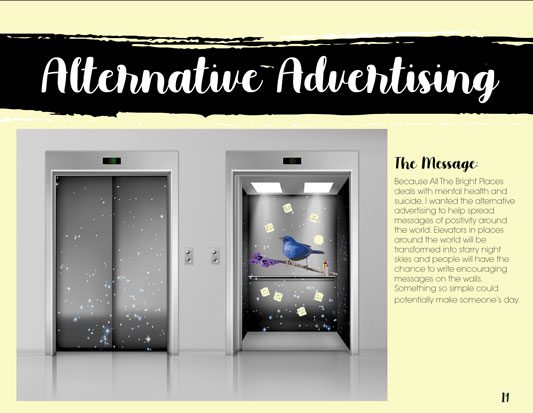 Alternative Advertising
The Message:
Because All The Bright Places
deals with mental health and
suicide, I wanted the alternative
advertising to help spread
messages of positivity around
the world. Elevators in places
around the world will be
transformed into starry night
skies and people will have the
chance to write encouraging
messages on the walls.
Something so simple could
potentially make someone's day.